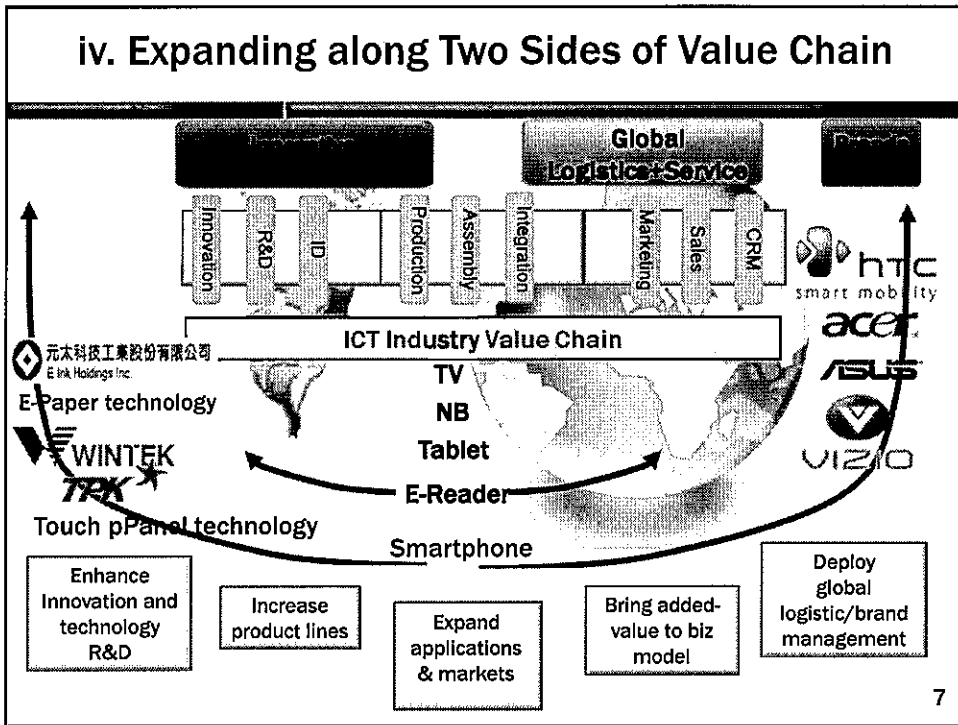 iv. Expanding along Two Sides of Value Chain
Innovation
Global
Logistics+Service
Innovation
R&D
ID
Production
Assembly
Integration
Marketing
Sales
CRM
hTC
smart mobility
acer
ASUS
V
VIZIO
ICT Industry Value Chain
元太科技工業股份有限公司
E Ink Holdings Inc.
E-Paper technology
WINTEK
TPK
Touch pPanel technology
TV
NB
Tablet
E-Reader
Smartphone
Enhance
Innovation and
technology
R&D
Increase
product lines
Expand
applications
& markets
Bring added-
value to biz
model
Deploy
global
logistic/brand
management
7